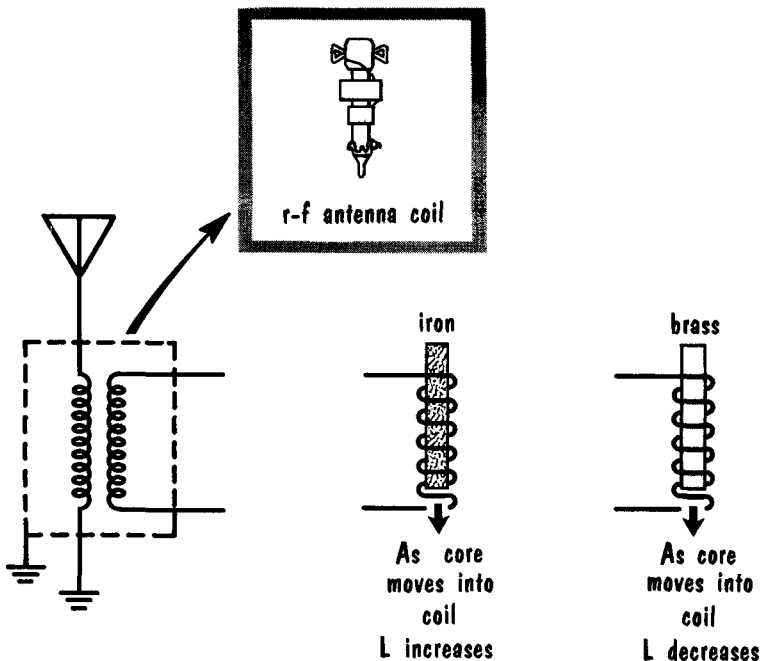 r-f antenna coil
iron
As core
moves into
coil
L increases
brass
As core
moves into
coil
L decreases